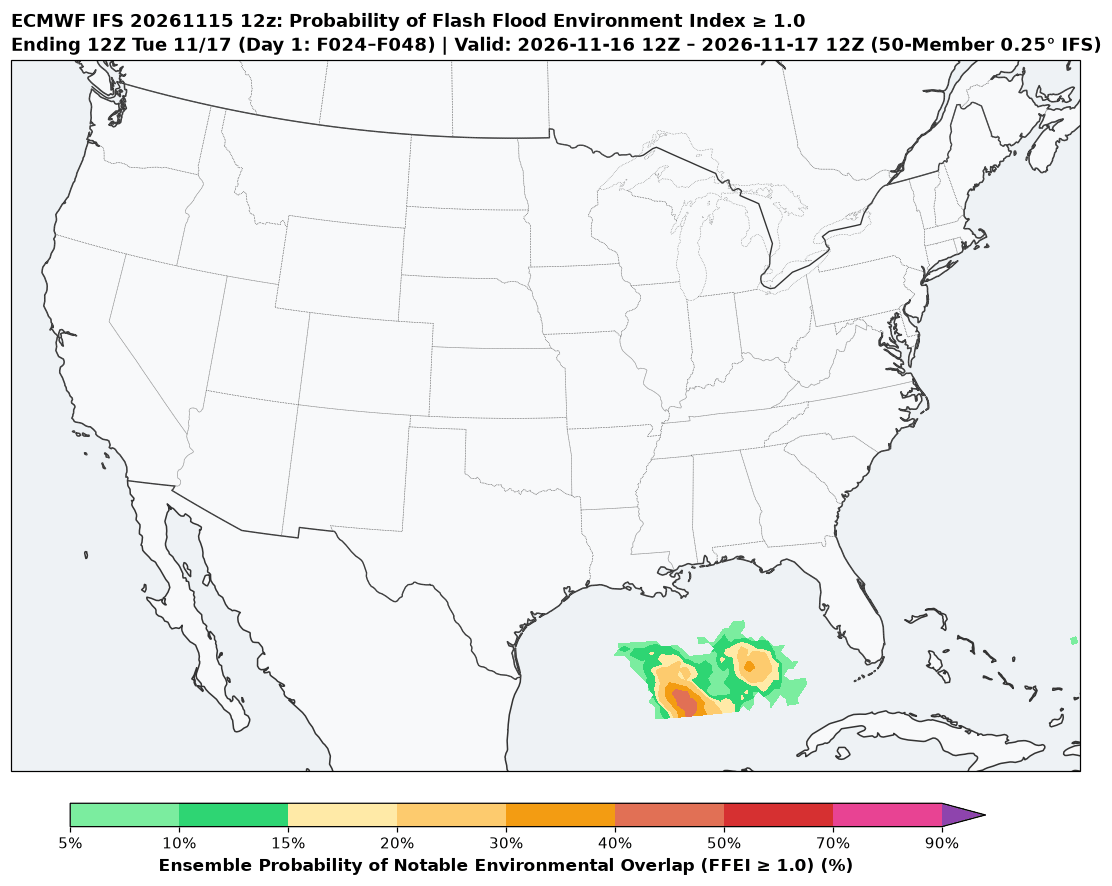 ECMWF IFS 20261115 12z: Probability of Flash Flood Environment Index ≥ 1.0
Ending 12Z Tue 11/17 (Day 1: F024–F048) | Valid: 2026-11-16 12Z – 2026-11-17 12Z (50-Member 0.25° IFS)
5% 10% 15% 20% 30% 40% 50% 70% 90%
Ensemble Probability of Notable Environmental Overlap (FFEI ≥ 1.0) (%)